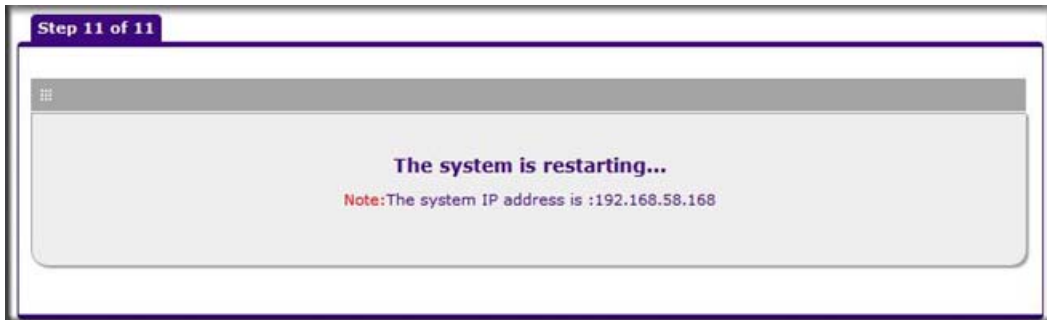 Step 11 of 11
The system is restarting...
Note:The system IP address is :192.168.58.168